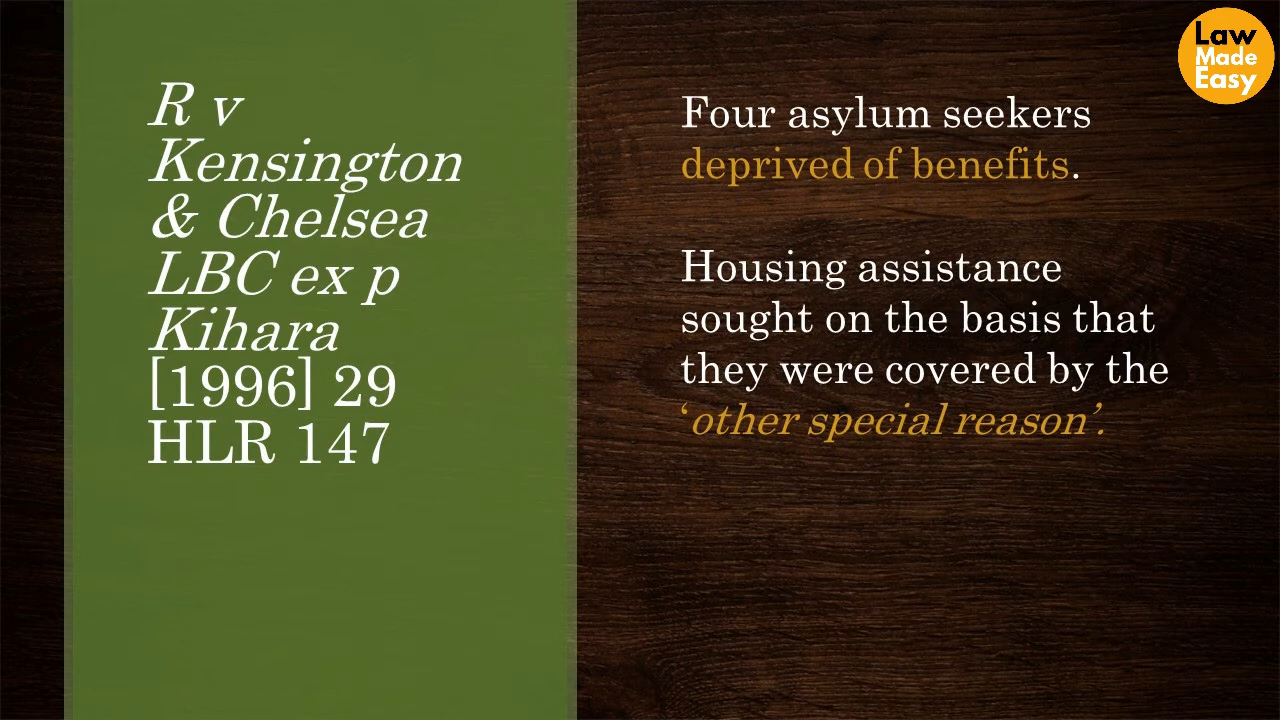 R v
Kensington
& Chelsea
LBC ex p
Kihara
[1996] 29
HLR 147
Four asylum seekers
deprived of benefits.
Housing assistance
sought on the basis that
they were covered by the
‘other special reason’.
Law
Made
Easy